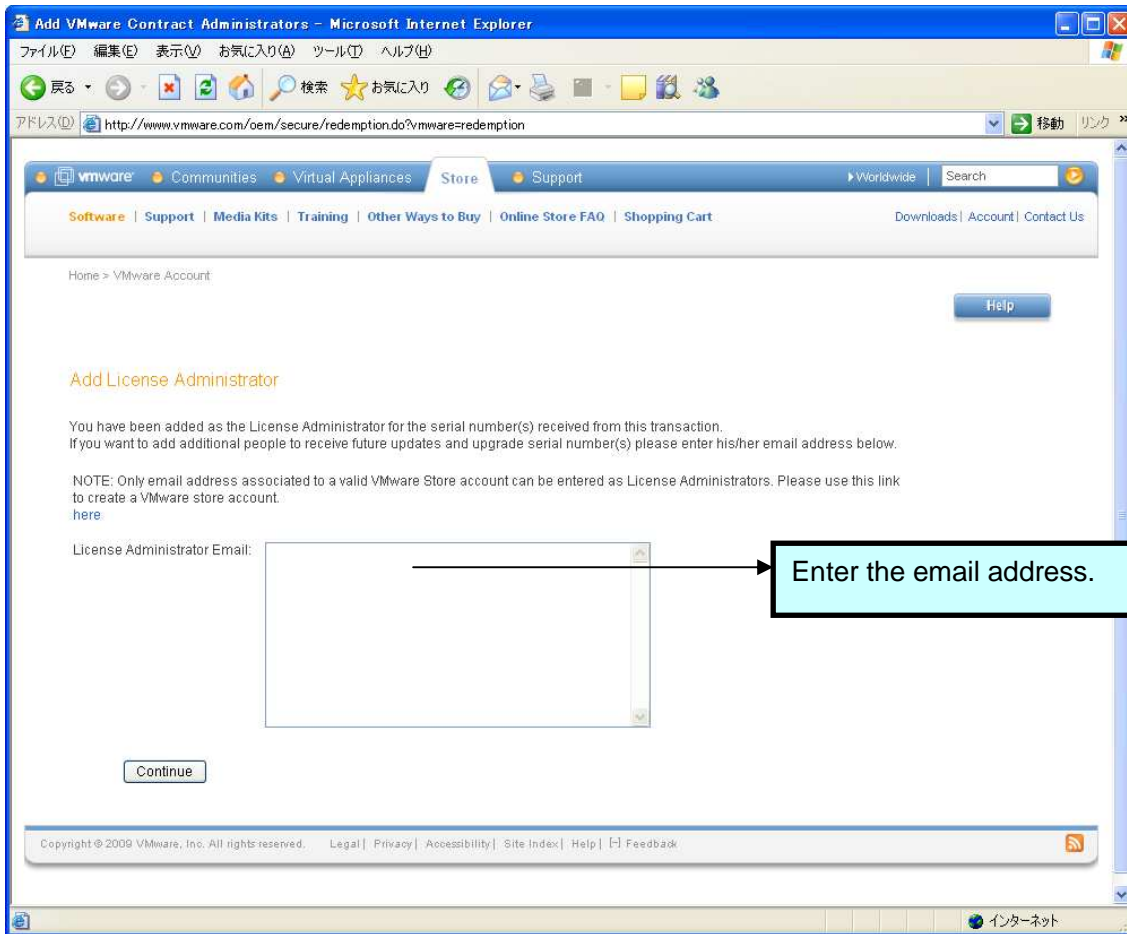 Add VMware Contract Administrators - Microsoft Internet Explorer
ファイル(F) 編集(E) 表示(V) お気に入り(A) ツール(T) ヘルプ(H)
戻る 検索 お気に入り
アドレス(D) http://www.vmware.com/oem/secure/redemption.do?vmware=redemption 移動 リンク »
vmware Communities Virtual Appliances Store Support Worldwide | Search
Software | Support | Media Kits | Training | Other Ways to Buy | Online Store FAQ | Shopping Cart Downloads | Account | Contact Us
Home > VMware Account
Help
Add License Administrator
You have been added as the License Administrator for the serial number(s) received from this transaction.
If you want to add additional people to receive future updates and upgrade serial number(s) please enter his/her email address below.
NOTE: Only email address associated to a valid VMware Store account can be entered as License Administrators. Please use this link
to create a VMware store account.
here
License Administrator Email:
Enter the email address.
Continue
Copyright © 2009 VMware, Inc. All rights reserved. Legal | Privacy | Accessibility | Site Index | Help | [-] Feedback
インターネット